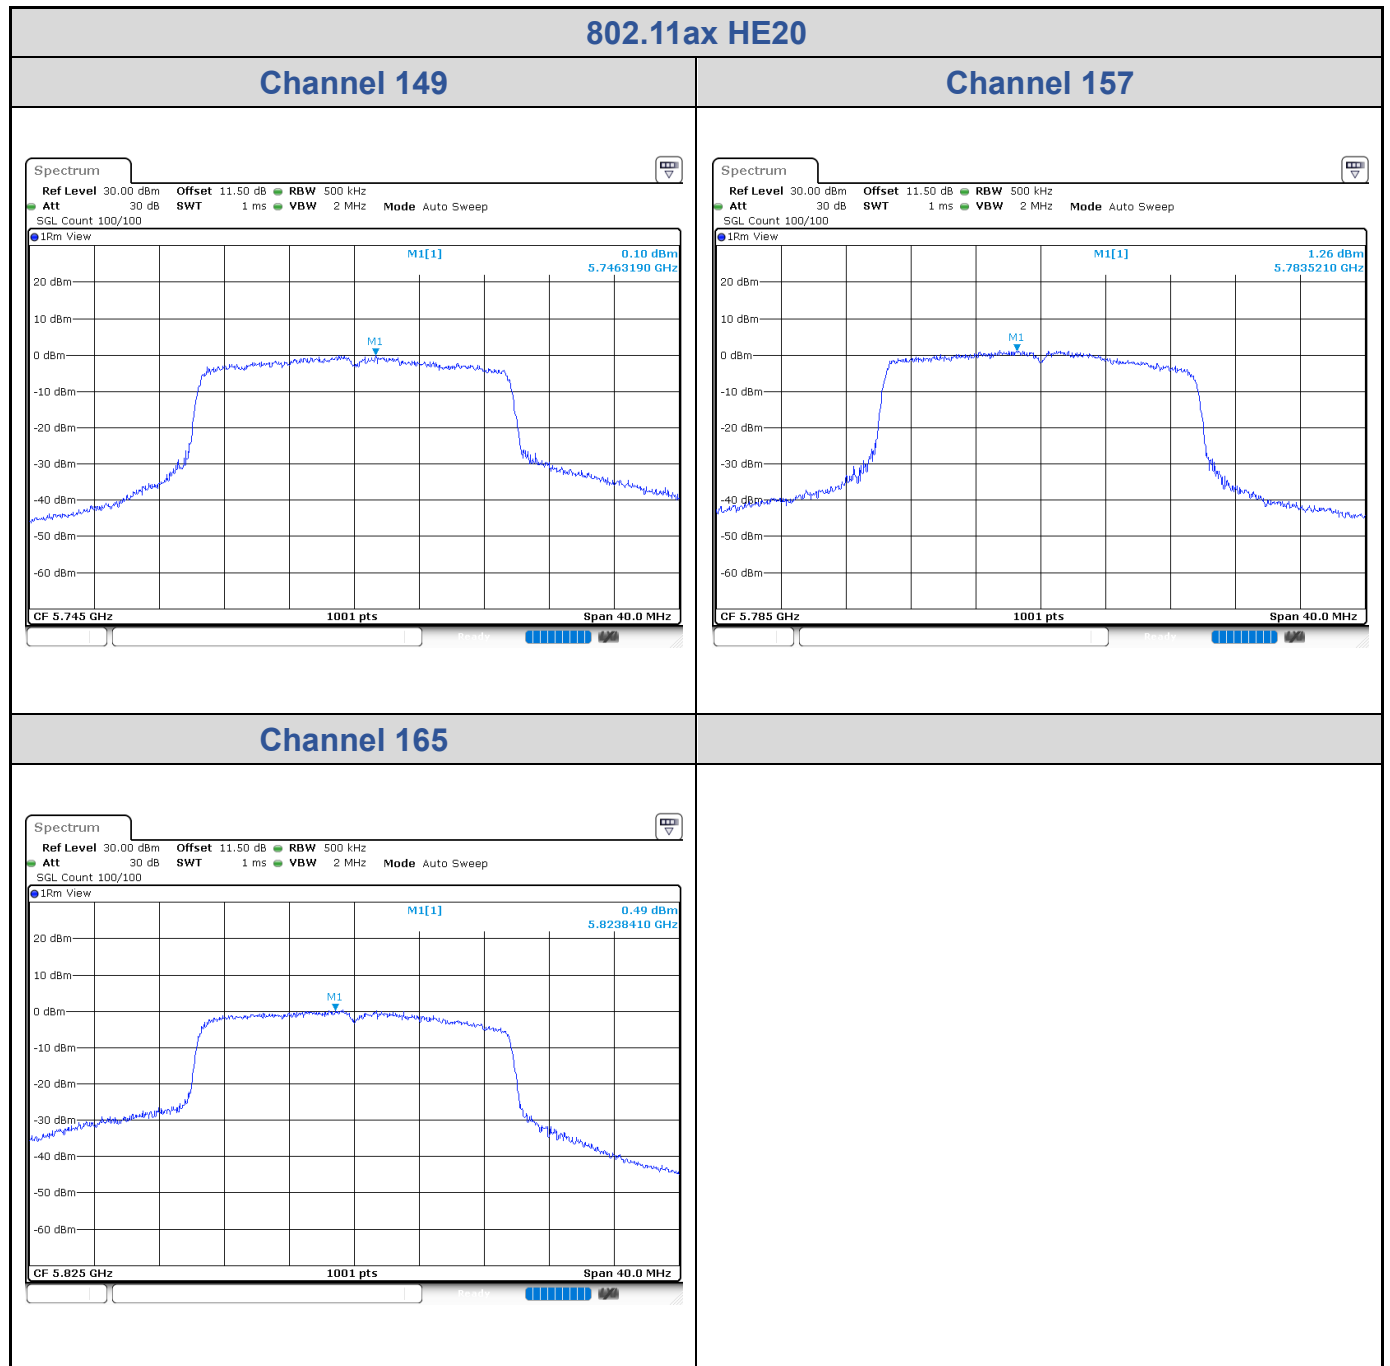 802.11ax HE20
Channel 149
Channel 157
Spectrum
Ref Level 30.00 dBm Offset 11.50 dB RBW 500 kHz
Att 30 dB SWT 1 ms VBW 2 MHz Mode Auto Sweep
SGL Count 100/100
1Rm View
M1[1] 0.10 dBm
5.7463190 GHz
20 dBm
10 dBm
M1
0 dBm
-10 dBm
-20 dBm
-30 dBm
-40 dBm
-50 dBm
-60 dBm
CF 5.745 GHz 1001 pts Span 40.0 MHz
Ready
Spectrum
Ref Level 30.00 dBm Offset 11.50 dB RBW 500 kHz
Att 30 dB SWT 1 ms VBW 2 MHz Mode Auto Sweep
SGL Count 100/100
1Rm View
M1[1] 1.26 dBm
5.7835210 GHz
20 dBm
10 dBm
M1
0 dBm
-10 dBm
-20 dBm
-30 dBm
-40 dBm
-50 dBm
-60 dBm
CF 5.785 GHz 1001 pts Span 40.0 MHz
Ready
Channel 165
Spectrum
Ref Level 30.00 dBm Offset 11.50 dB RBW 500 kHz
Att 30 dB SWT 1 ms VBW 2 MHz Mode Auto Sweep
SGL Count 100/100
1Rm View
M1[1] 0.49 dBm
5.8238410 GHz
20 dBm
10 dBm
M1
0 dBm
-10 dBm
-20 dBm
-30 dBm
-40 dBm
-50 dBm
-60 dBm
CF 5.825 GHz 1001 pts Span 40.0 MHz
Ready